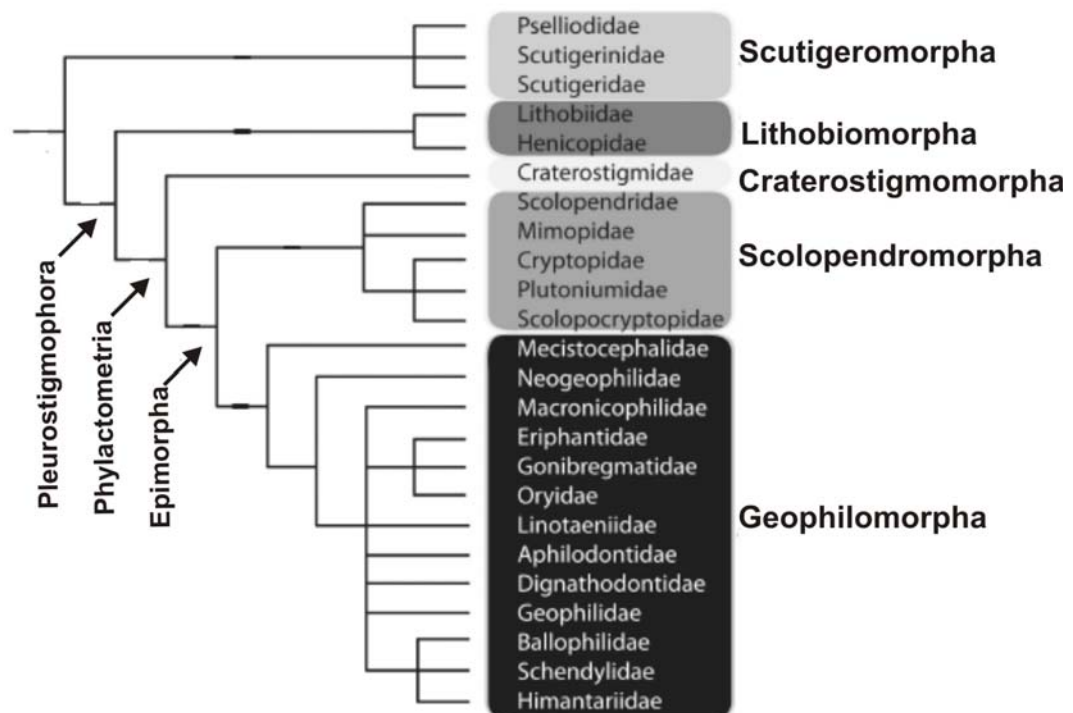 Pselliodidae
Scutigerinidae
Scutigeridae
Scutigeromorpha
Lithobiidae
Henicopidae
Lithobiomorpha
Craterostigmidae
Craterostigmomorpha
Scolopendridae
Mimopidae
Cryptopidae
Plutoniumidae
Scolopocryptopidae
Scolopendromorpha
Mecistocephalidae
Neogeophilidae
Macronicophilidae
Eriphantidae
Gonibregmatidae
Oryidae
Linotaeniidae
Aphilodontidae
Dignathodontidae
Geophilidae
Ballophilidae
Schendylidae
Himantariidae
Geophilomorpha
Pleurostigmophora
Phylactometria
Epimorpha